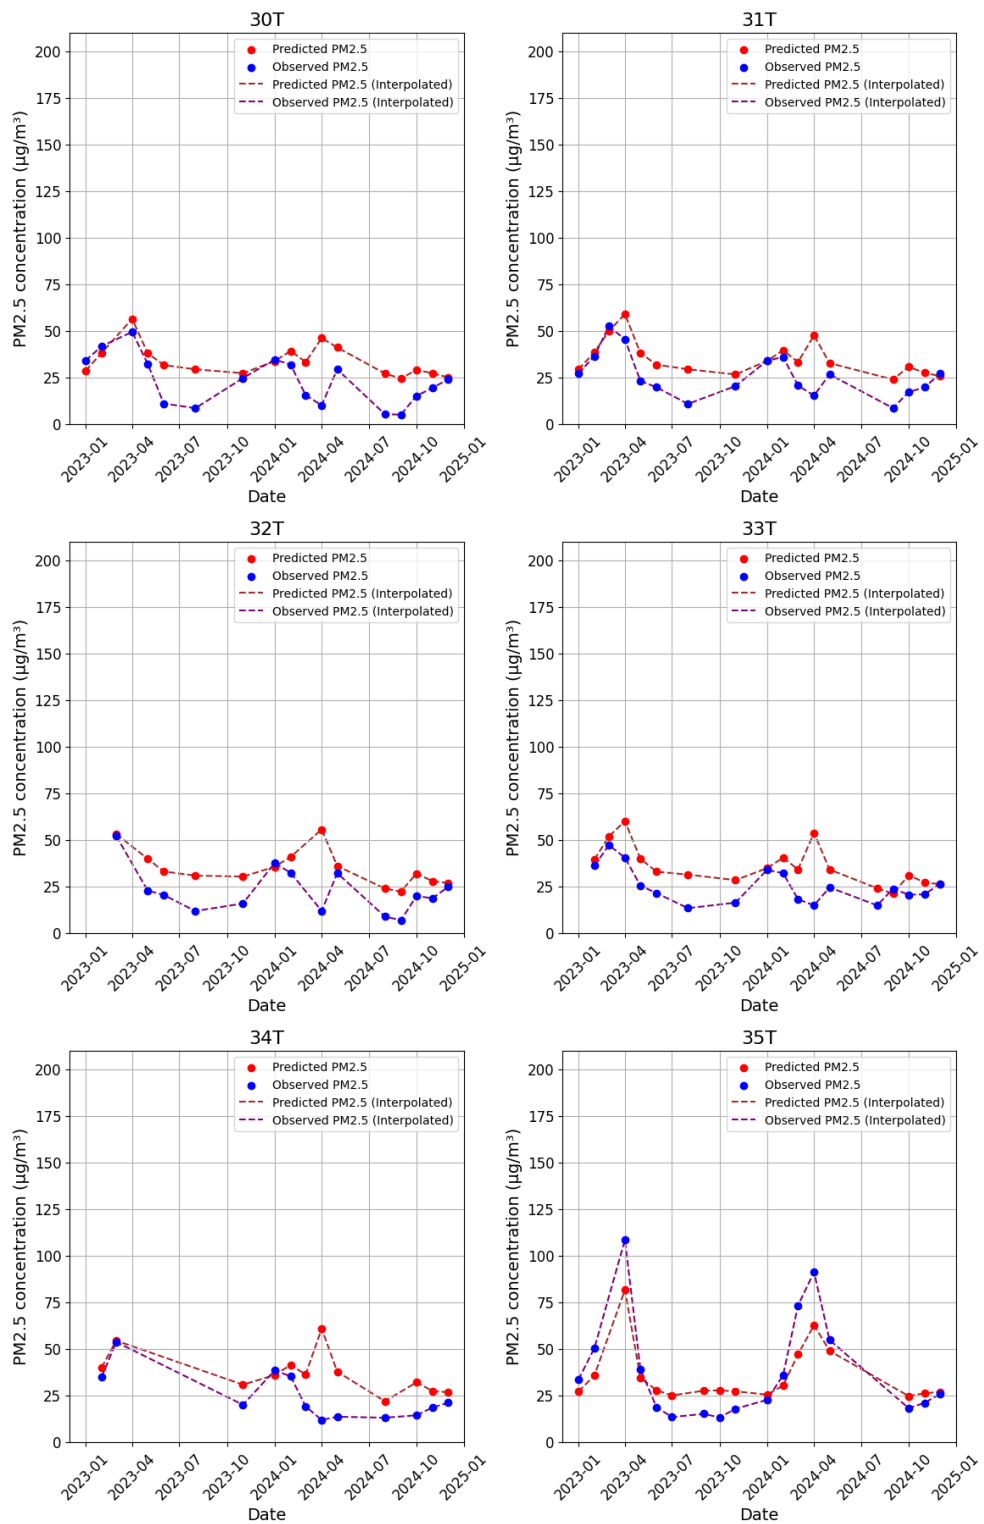 30T
PM2.5 concentration (μg/m³)
200
175
150
125
100
75
50
25
0
Predicted PM2.5
Observed PM2.5
Predicted PM2.5 (Interpolated)
Observed PM2.5 (Interpolated)
2023-01
2023-04
2023-07
2023-10
2024-01
2024-04
2024-07
2024-10
2025-01
Date
31T
PM2.5 concentration (μg/m³)
200
175
150
125
100
75
50
25
0
Predicted PM2.5
Observed PM2.5
Predicted PM2.5 (Interpolated)
Observed PM2.5 (Interpolated)
2023-01
2023-04
2023-07
2023-10
2024-01
2024-04
2024-07
2024-10
2025-01
Date
32T
PM2.5 concentration (μg/m³)
200
175
150
125
100
75
50
25
0
Predicted PM2.5
Observed PM2.5
Predicted PM2.5 (Interpolated)
Observed PM2.5 (Interpolated)
2023-01
2023-04
2023-07
2023-10
2024-01
2024-04
2024-07
2024-10
2025-01
Date
33T
PM2.5 concentration (μg/m³)
200
175
150
125
100
75
50
25
0
Predicted PM2.5
Observed PM2.5
Predicted PM2.5 (Interpolated)
Observed PM2.5 (Interpolated)
2023-01
2023-04
2023-07
2023-10
2024-01
2024-04
2024-07
2024-10
2025-01
Date
34T
PM2.5 concentration (μg/m³)
200
175
150
125
100
75
50
25
0
Predicted PM2.5
Observed PM2.5
Predicted PM2.5 (Interpolated)
Observed PM2.5 (Interpolated)
2023-01
2023-04
2023-07
2023-10
2024-01
2024-04
2024-07
2024-10
2025-01
Date
35T
PM2.5 concentration (μg/m³)
200
175
150
125
100
75
50
25
0
Predicted PM2.5
Observed PM2.5
Predicted PM2.5 (Interpolated)
Observed PM2.5 (Interpolated)
2023-01
2023-04
2023-07
2023-10
2024-01
2024-04
2024-07
2024-10
2025-01
Date